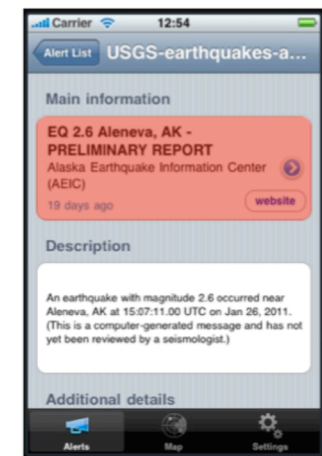 Carrier 12:54
Alert List USGS-earthquakes-a...
Main information
EQ 2.6 Aleneva, AK -
PRELIMINARY REPORT
Alaska Earthquake Information Center
(AEIC)
19 days ago website
Description
An earthquake with magnitude 2.6 occurred near
Aleneva, AK at 15:07:11.00 UTC on Jan 26, 2011.
(This is a computer-generated message and has not
yet been reviewed by a seismologist.)
Additional details
Alerts Map Settings